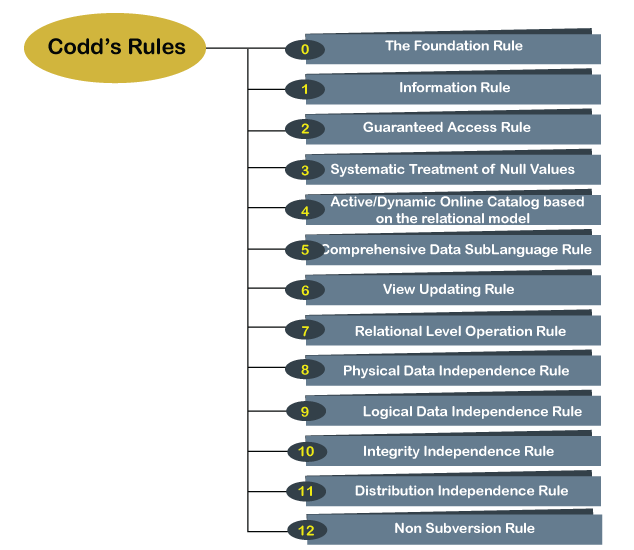 Codd's Rules
0 The Foundation Rule
1 Information Rule
2 Guaranteed Access Rule
3 Systematic Treatment of Null Values
4 Active/Dynamic Online Catalog based
on the relational model
5 Comprehensive Data SubLanguage Rule
6 View Updating Rule
7 Relational Level Operation Rule
8 Physical Data Independence Rule
9 Logical Data Independence Rule
10 Integrity Independence Rule
11 Distribution Independence Rule
12 Non Subversion Rule